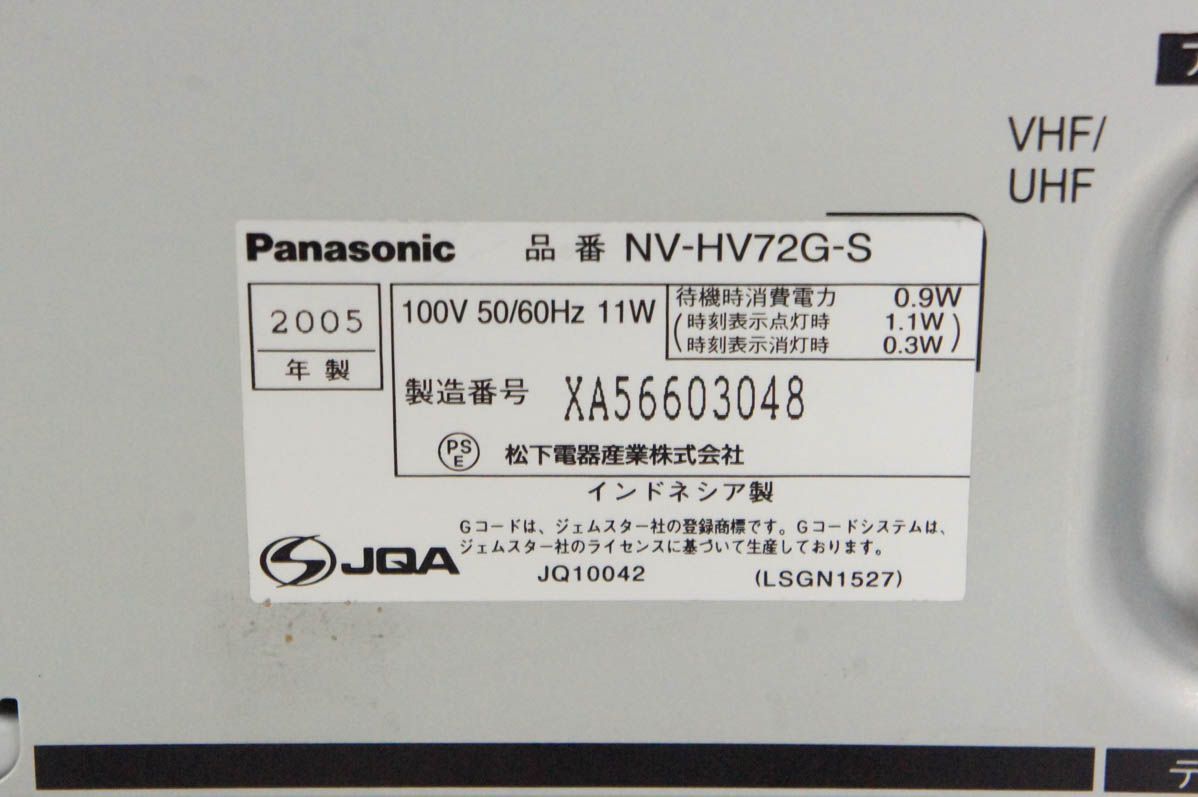 VHF/
UHF
Panasonic 品番 NV-HV72G-S
2005
年製
100V 50/60Hz 11W
待機時消費電力 0.9W
(時刻表示点灯時 1.1W
時刻表示消灯時 0.3W)
製造番号 XA56603048
PS
E
松下電器産業株式会社
インドネシア製
Gコードは、ジェムスター社の登録商標です。Gコードシステムは、
ジェムスター社のライセンスに基づいて生産しております。
JQA
JQ10042 (LSGN1527)